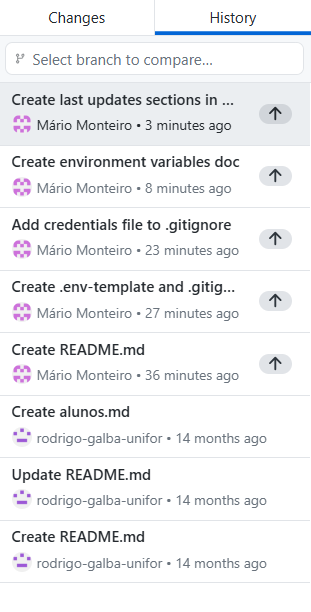 Changes
History
Select branch to compare...
Create last updates sections in ...
Mário Monteiro • 3 minutes ago
Create environment variables doc
Mário Monteiro • 8 minutes ago
Add credentials file to .gitignore
Mário Monteiro • 23 minutes ago
Create .env-template and .gitig...
Mário Monteiro • 27 minutes ago
Create README.md
Mário Monteiro • 36 minutes ago
Create alunos.md
rodrigo-galba-unifor • 14 months ago
Update README.md
rodrigo-galba-unifor • 14 months ago
Create README.md
rodrigo-galba-unifor • 14 months ago